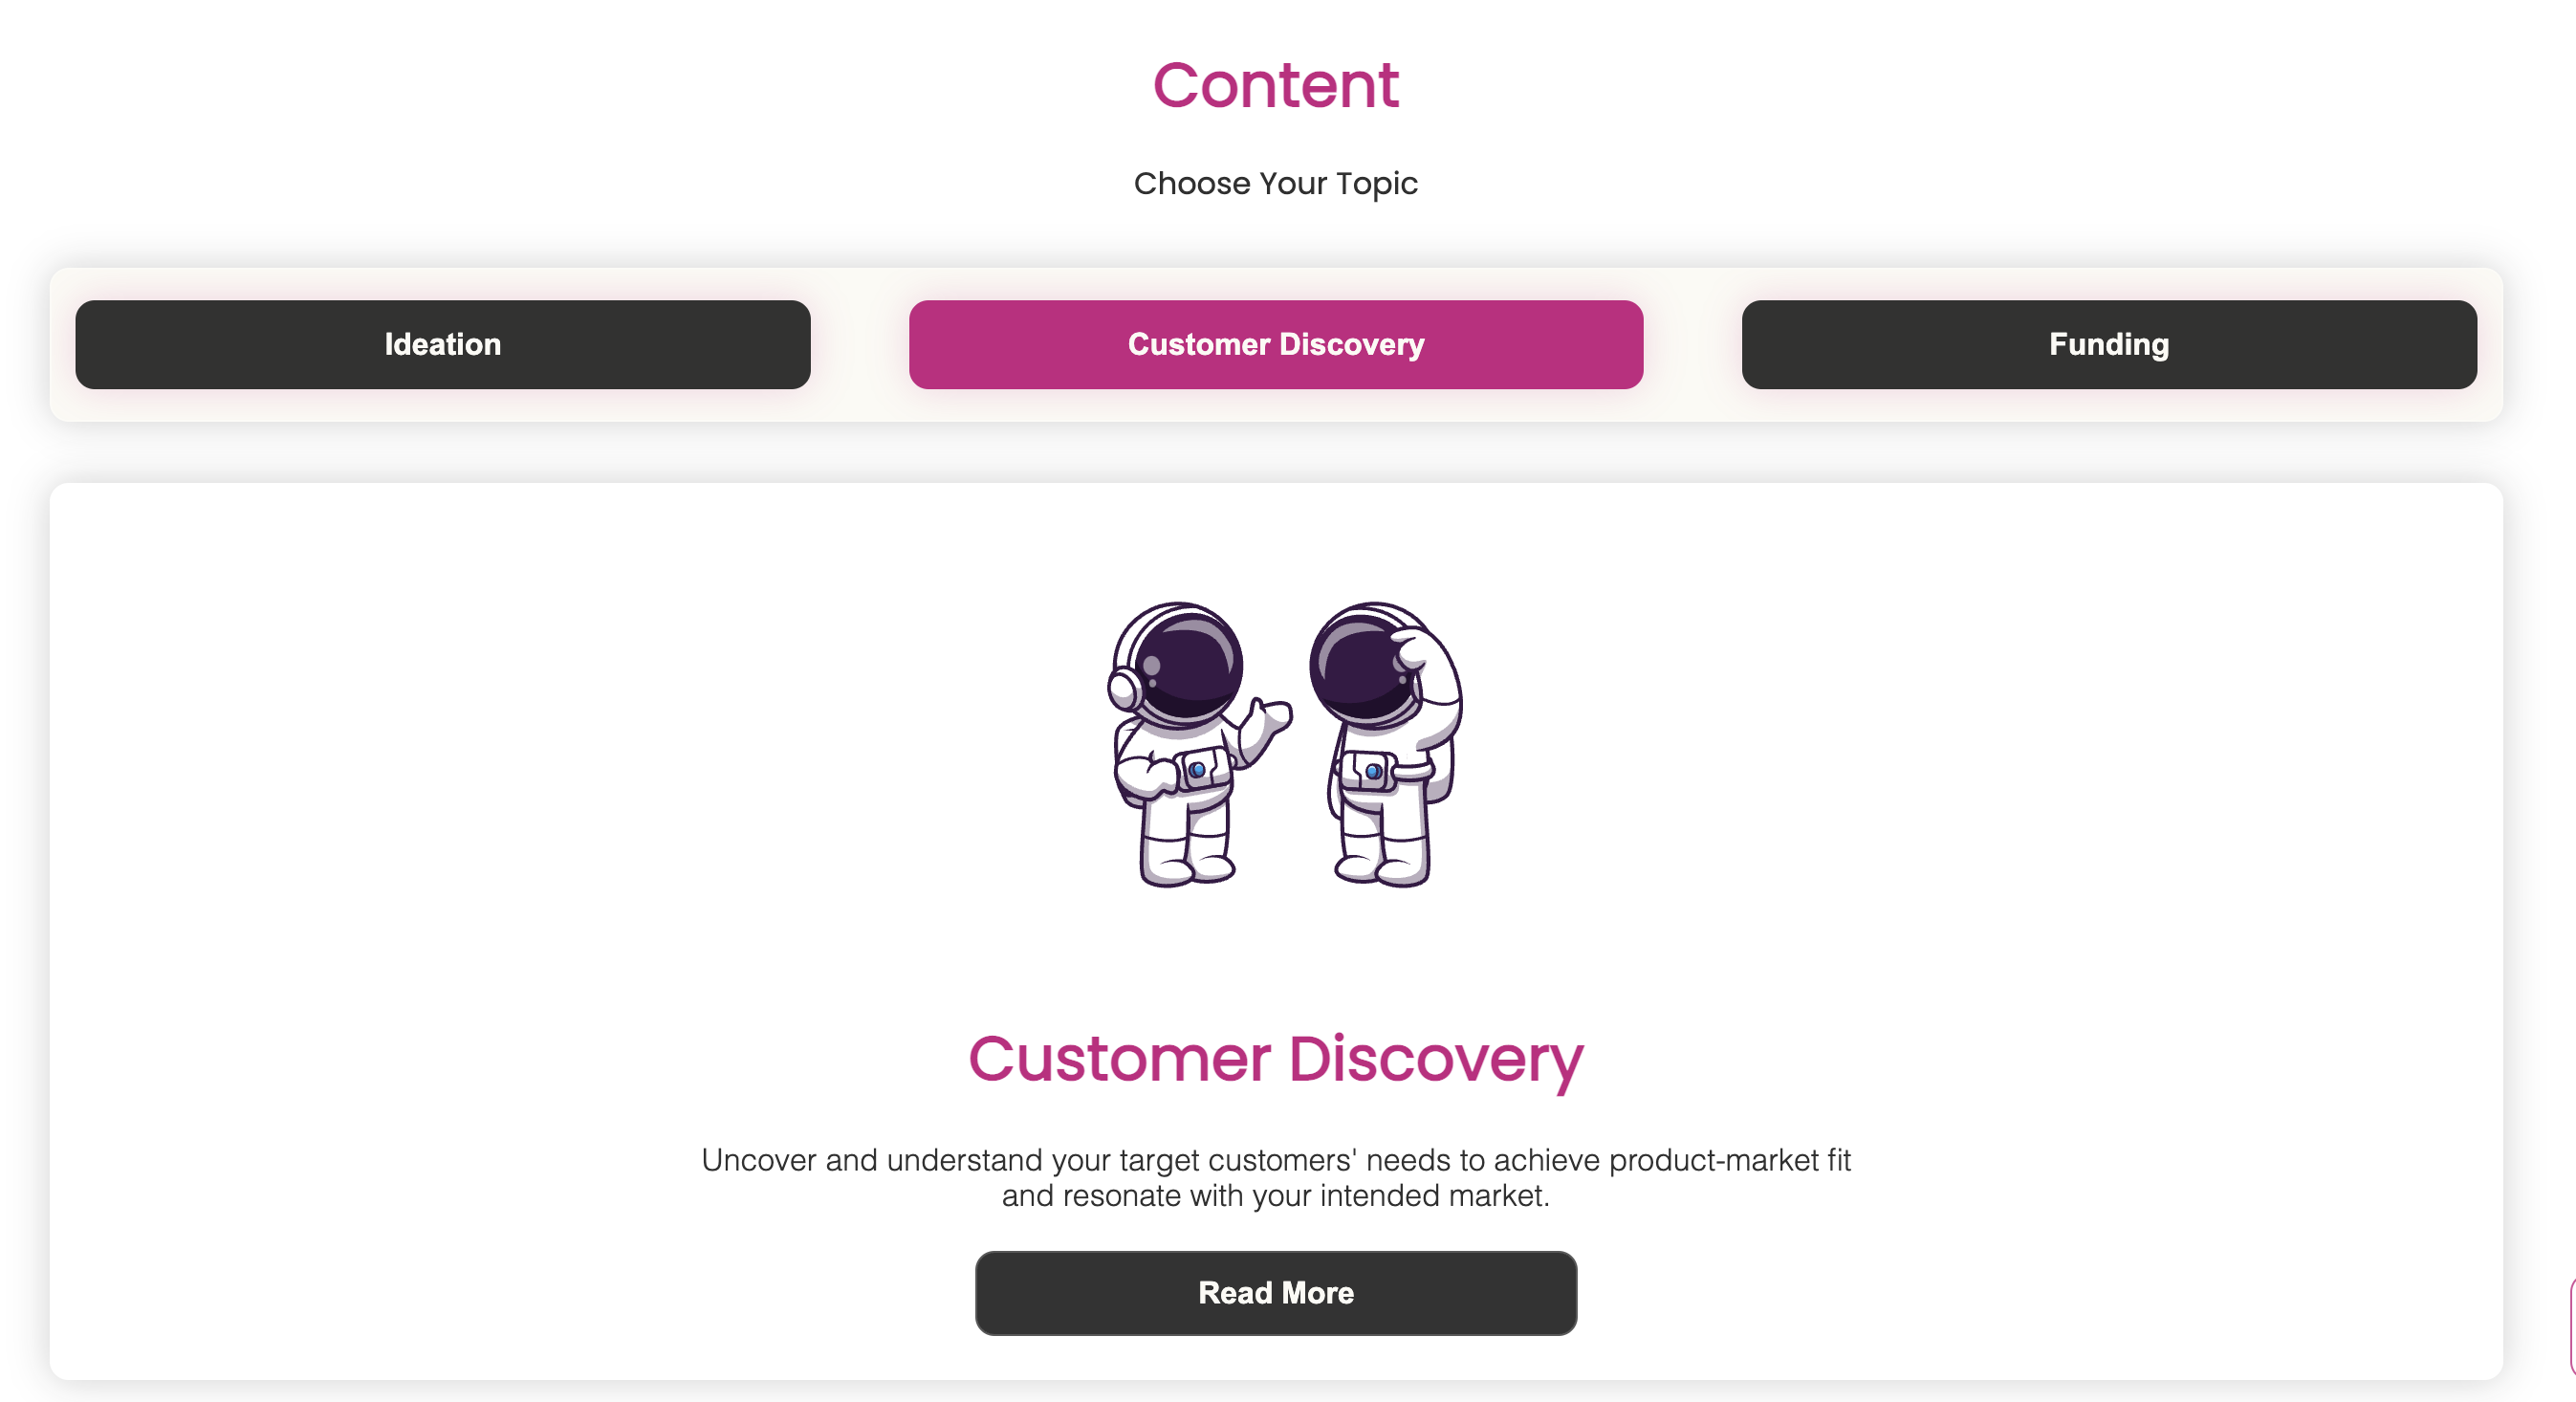 Content
Choose Your Topic
Ideation
Customer Discovery
Funding
Customer Discovery
Uncover and understand your target customers' needs to achieve product-market fit
and resonate with your intended market.
Read More